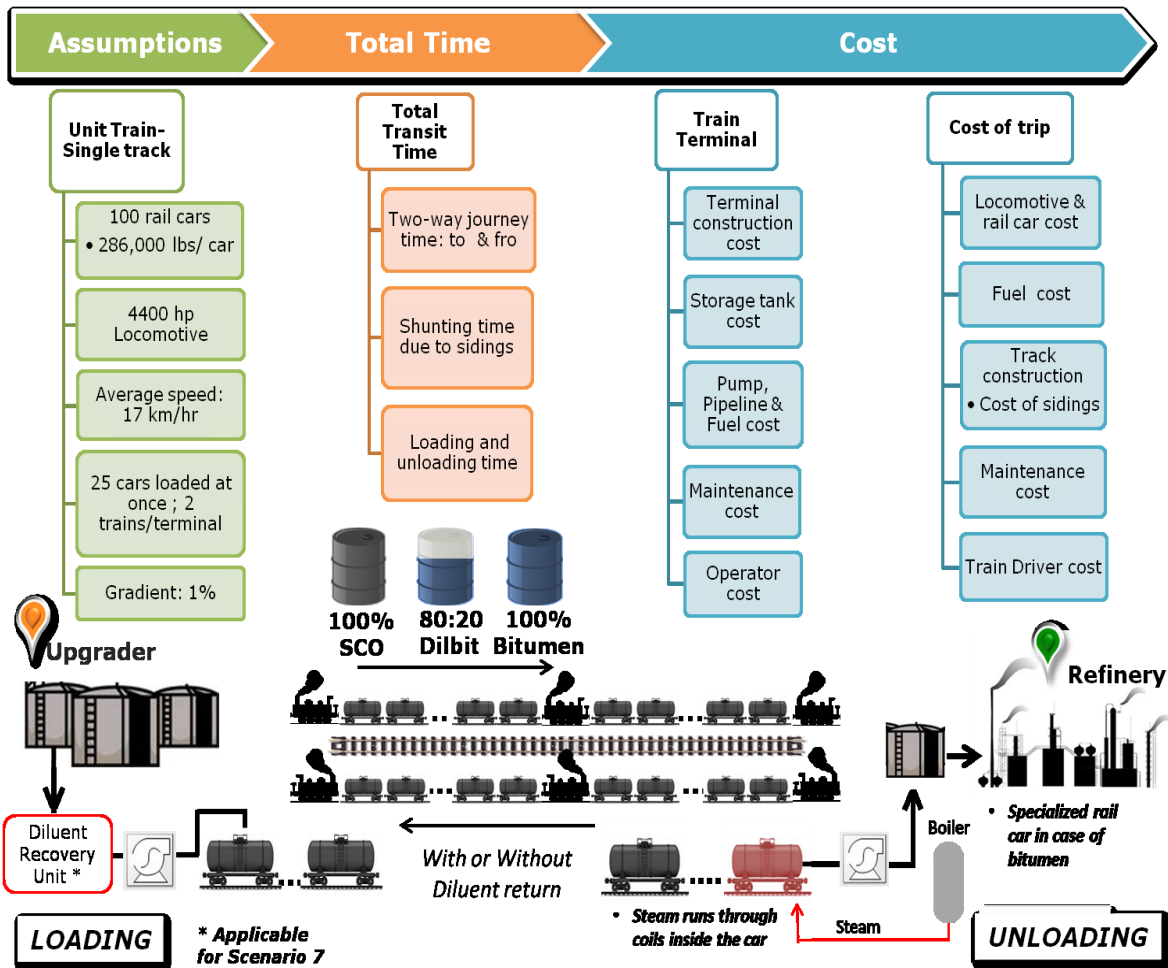 Assumptions
Total Time
Cost
Unit Train-
Single track
100 rail cars
• 286,000 lbs/ car
4400 hp
Locomotive
Average speed:
17 km/hr
25 cars loaded at
once ; 2
trains/terminal
Gradient: 1%
Total
Transit
Time
Two-way journey
time: to & fro
Shunting time
due to sidings
Loading and
unloading time
Train
Terminal
Terminal
construction
cost
Storage tank
cost
Pump,
Pipeline &
Fuel cost
Maintenance
cost
Operator
cost
Cost of trip
Locomotive &
rail car cost
Fuel cost
Track
construction
• Cost of sidings
Maintenance
cost
Train Driver cost
100%
SCO
80:20
Dilbit
100%
Bitumen
Upgrader
Refinery
Diluent
Recovery
Unit *
With or Without
Diluent return
Boiler
• Specialized rail
car in case of
bitumen
• Steam runs through
coils inside the car
Steam
LOADING
* Applicable
for Scenario 7
UNLOADING